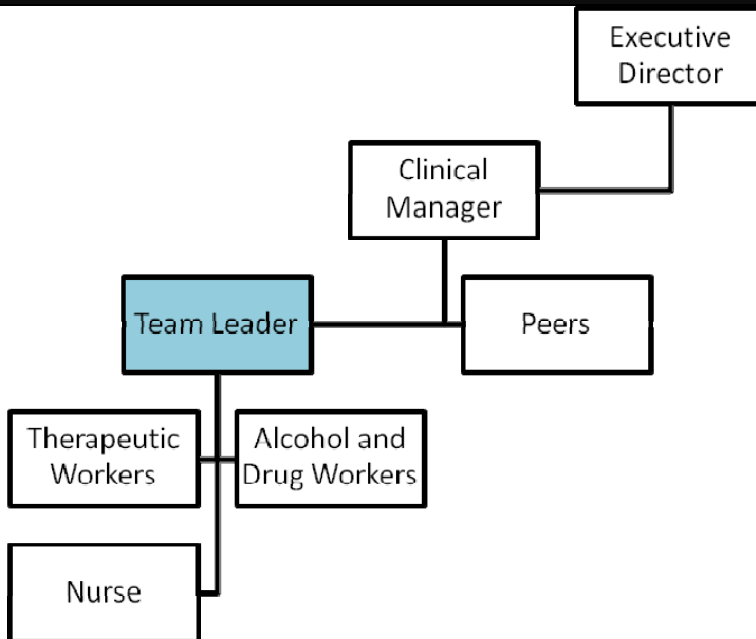 Executive
Director
Clinical
Manager
Team Leader
Peers
Therapeutic
Workers
Alcohol and
Drug Workers
Nurse